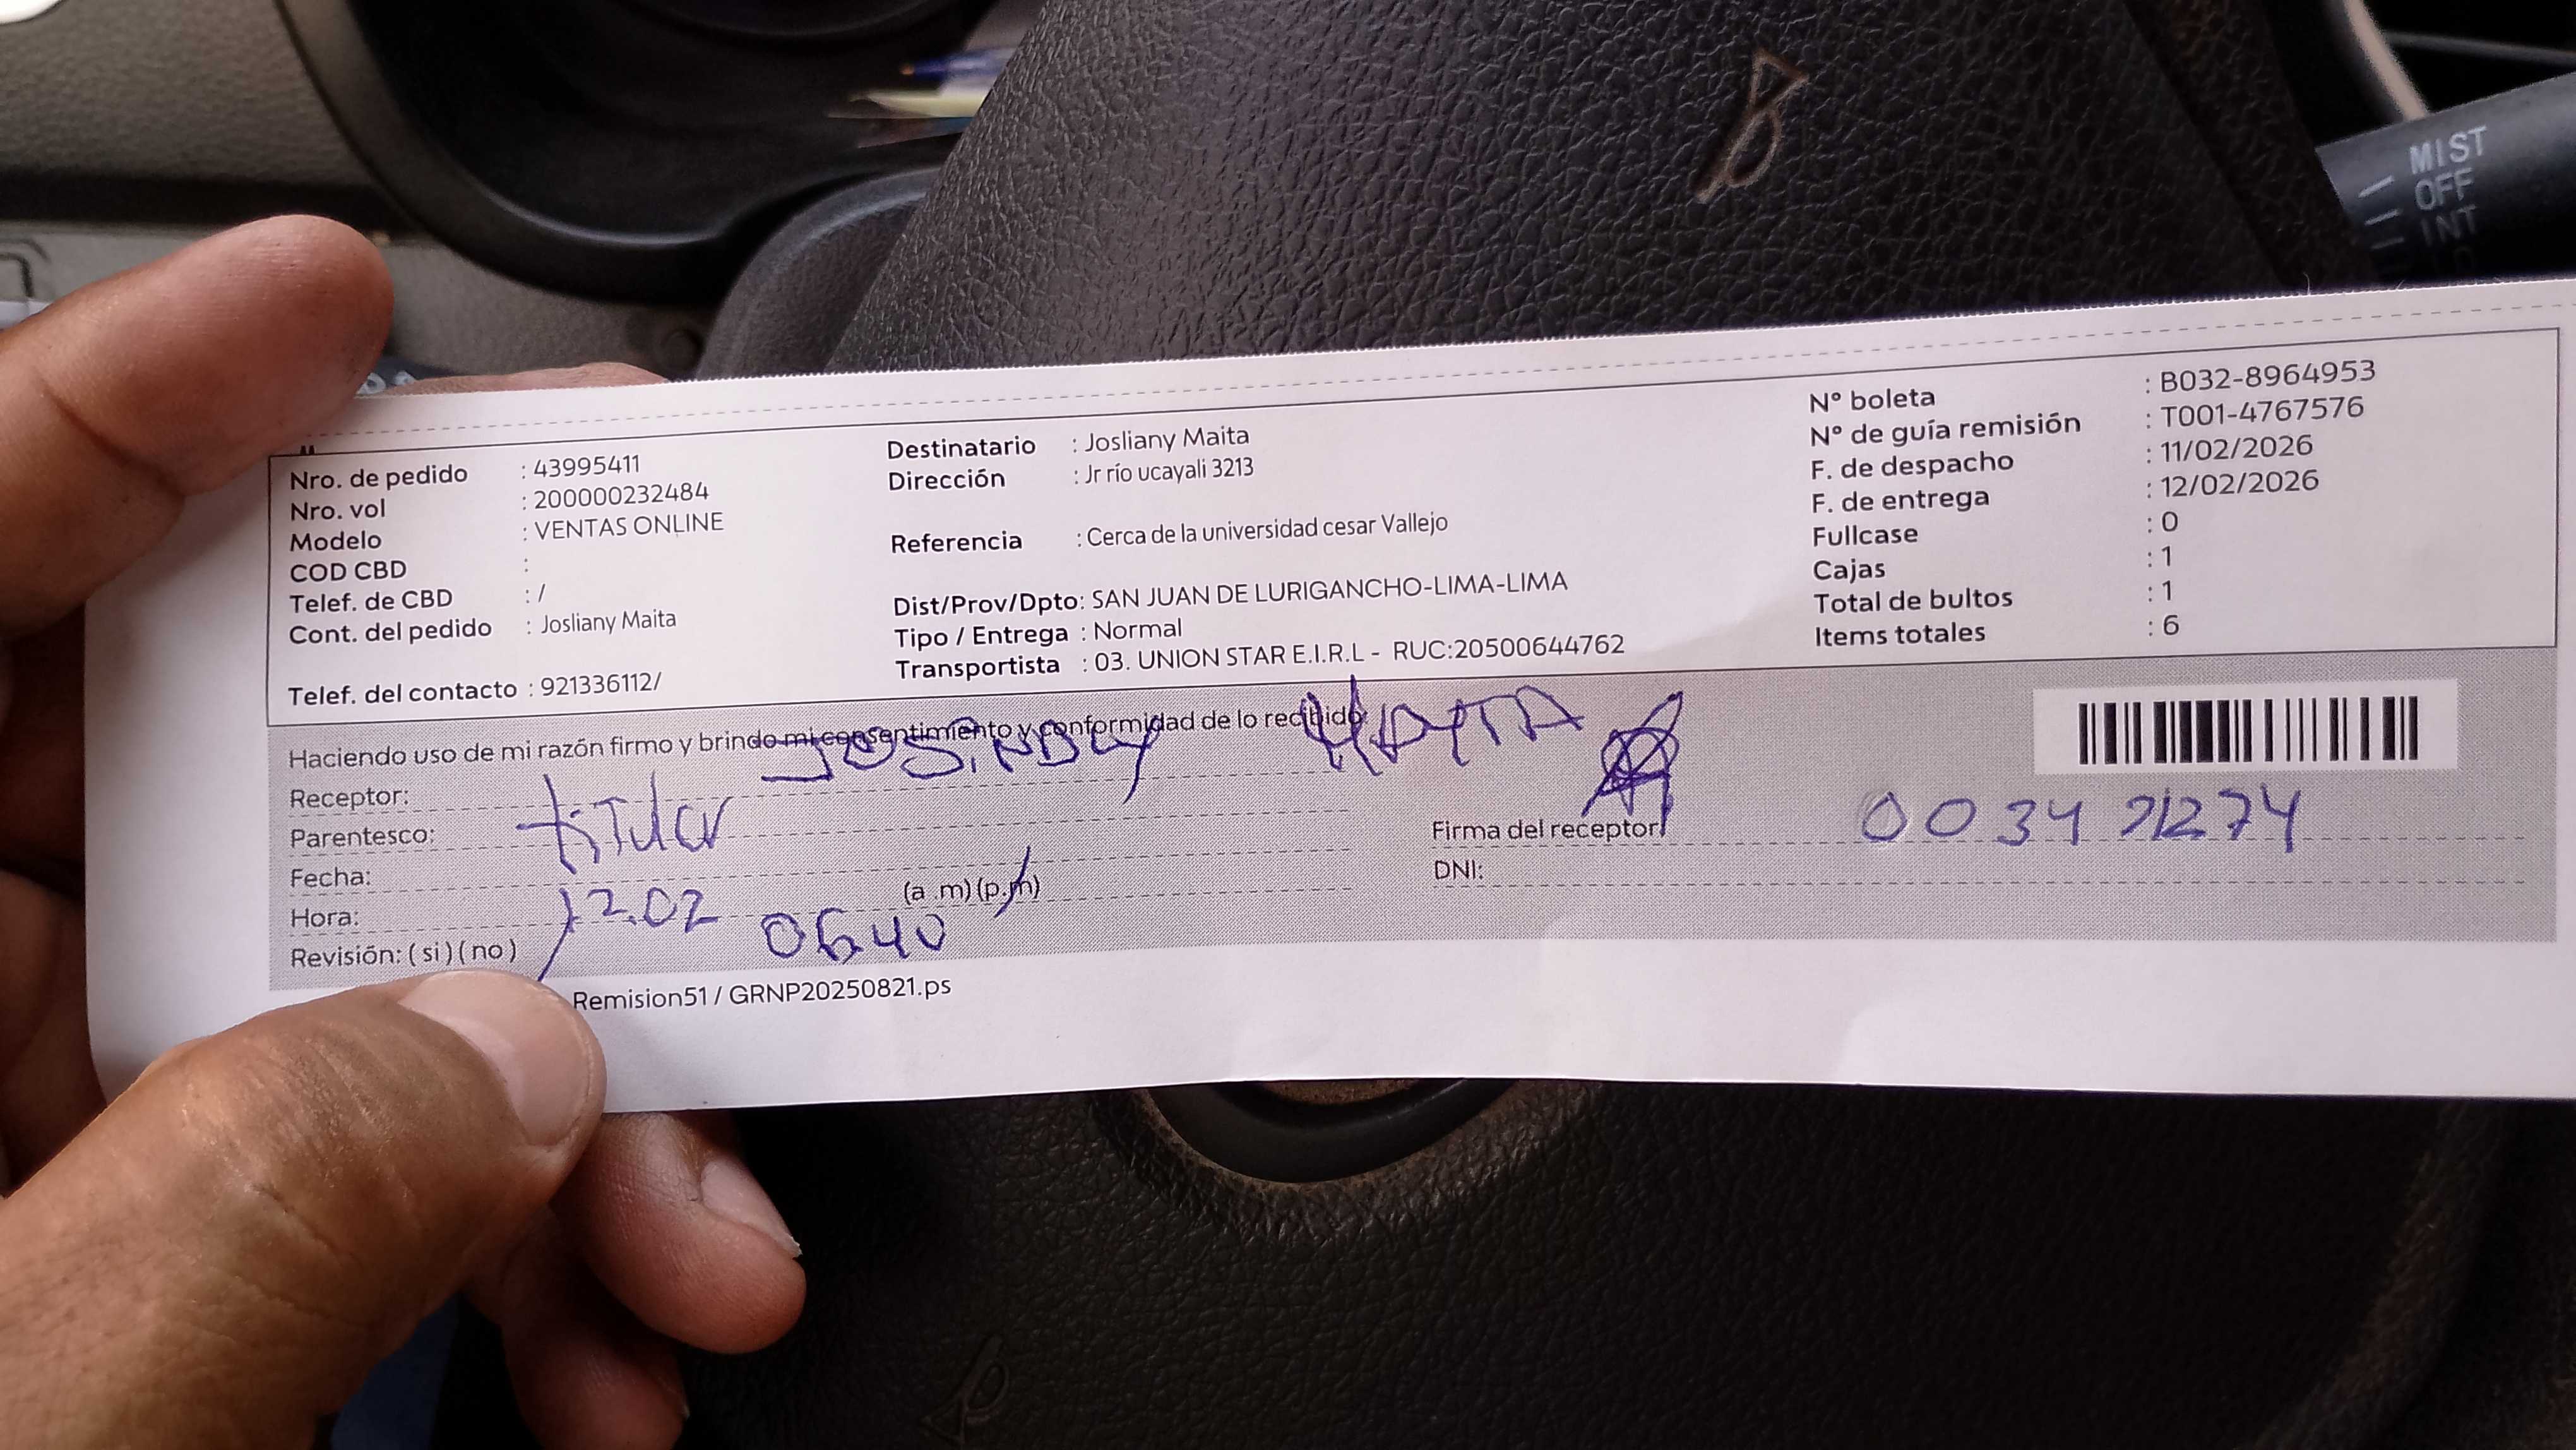 MIST
OFF
INT
Nro. de pedido : 43995411
Nro. vol : 200000232484
Modelo : VENTAS ONLINE
COD CBD :
Telef. de CBD : /
Cont. del pedido : Josliany Maita
Telef. del contacto : 921336112/
Destinatario : Josliany Maita
Dirección : Jr río ucayali 3213
Referencia : Cerca de la universidad cesar Vallejo
Dist/Prov/Dpto: SAN JUAN DE LURIGANCHO-LIMA-LIMA
Tipo / Entrega : Normal
Transportista : 03. UNION STAR E.I.R.L - RUC:20500644762
N° boleta : B032-8964953
N° de guía remisión : T001-4767576
F. de despacho : 11/02/2026
F. de entrega : 12/02/2026
Fullcase : 0
Cajas : 1
Total de bultos : 1
Items totales : 6
Haciendo uso de mi razón firmo y brindo mi consentimiento y conformidad de lo recibido
Receptor: MAYTA
Parentesco: titular
Fecha: 12.02
Hora: 06.40 (a .m) (p.m)
Revisión: ( si ) ( no )
Firma del receptor
DNI:
Remision51 / GRNP20250821.ps